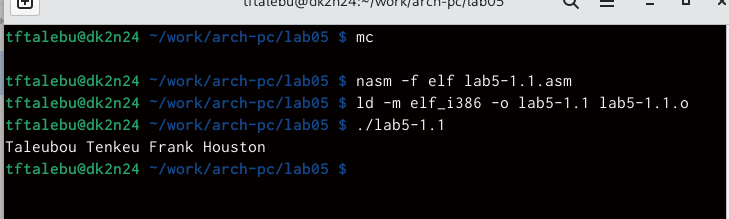 tftalebu@dk2n24:~/work/arch-pc/lab05
tftalebu@dk2n24 ~/work/arch-pc/lab05 $ mc
tftalebu@dk2n24 ~/work/arch-pc/lab05 $ nasm -f elf lab5-1.1.asm
tftalebu@dk2n24 ~/work/arch-pc/lab05 $ ld -m elf_i386 -o lab5-1.1 lab5-1.1.o
tftalebu@dk2n24 ~/work/arch-pc/lab05 $ ./lab5-1.1
Taleubou Tenkeu Frank Houston
tftalebu@dk2n24 ~/work/arch-pc/lab05 $